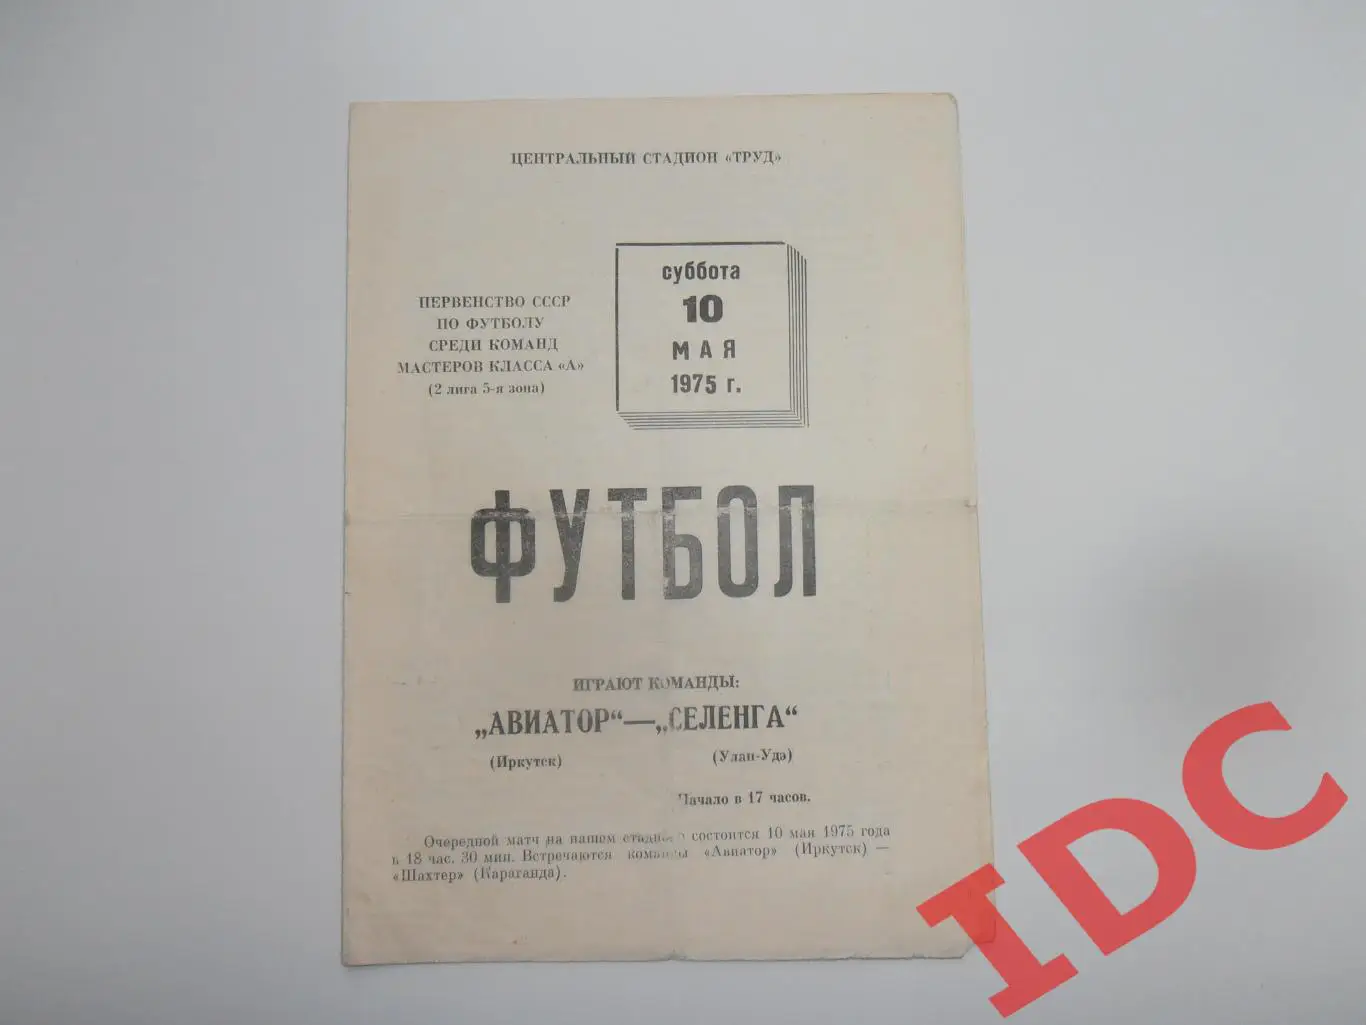 ЦЕНТРАЛЬНЫЙ СТАДИОН «ТРУД»
ПЕРВЕНСТВО СССР
ПО ФУТБОЛУ
СРЕДИ КОМАНД
МАСТЕРОВ КЛАССА «А»
(2 лига 5-я зона)
суббота
10
МАЯ
1975 г.
ФУТБОЛ
ИГРАЮТ КОМАНДЫ:
„АВИАТОР“—„СЕЛЕНГА“
(Иркутск) (Улан-Удэ)
Начало в 17 часов.
Очередной матч на нашем стадионе состоится 10 мая 1975 года
в 18 час. 30 мин. Встречаются команды «Авиатор» (Иркутск) —
«Шахтер» (Караганда).
IDC